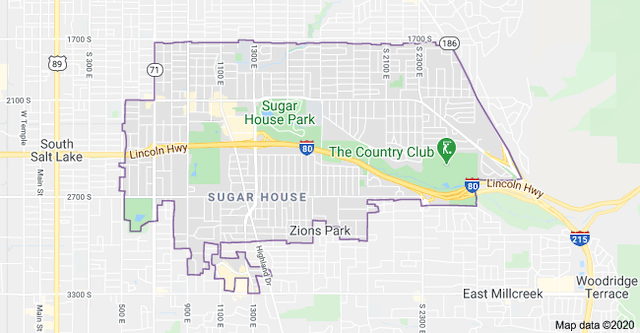 1700 S
1700 S
186
89
S 300 E
71
1100 E
1300 E
S 2100 E
S 2300 E
2100 S
W Temple
Sugar
House Park
South
Salt Lake
Lincoln Hwy
80
The Country Club
80
Lincoln Hwy
Main St
2700 S
SUGAR HOUSE
Zions Park
215
Highland Dr
Woodridge
Terrace
3300 S
East Millcreek
Main St
500 E
900 E
1100 E
1300 E
S 2300 E
Map data ©2020